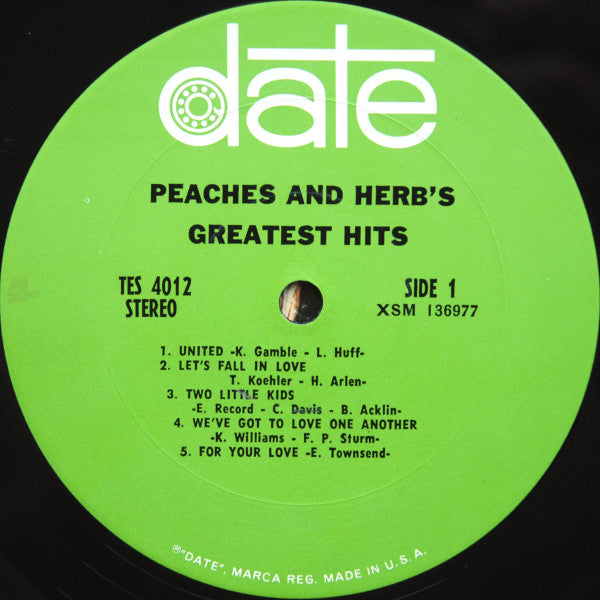 date
PEACHES AND HERB'S
GREATEST HITS
TES 4012
STEREO
SIDE 1
XSM 136977
1. UNITED -K. Gamble - L. Huff-
2. LET'S FALL IN LOVE
T. Koehler - H. Arlen-
3. TWO LITTLE KIDS
-E. Record - C. Davis - B. Acklin-
4. WE'VE GOT TO LOVE ONE ANOTHER
-K. Williams - F. P. Sturm-
5. FOR YOUR LOVE -E. Townsend-
®"DATE", MARCA REG. MADE IN U.S.A.